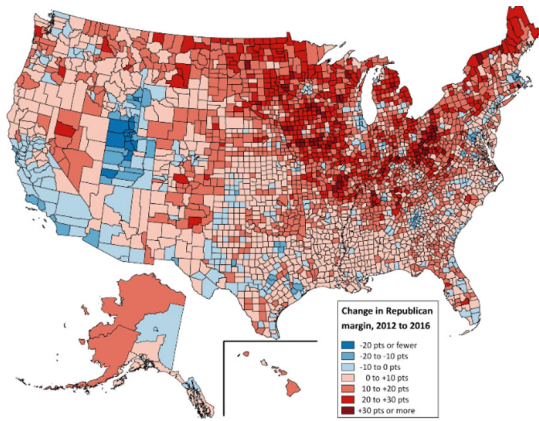 Change in Republican
margin, 2012 to 2016
-20 pts or fewer
-20 to -10 pts
-10 to 0 pts
0 to +10 pts
10 to +20 pts
20 to +30 pts
+30 pts or more